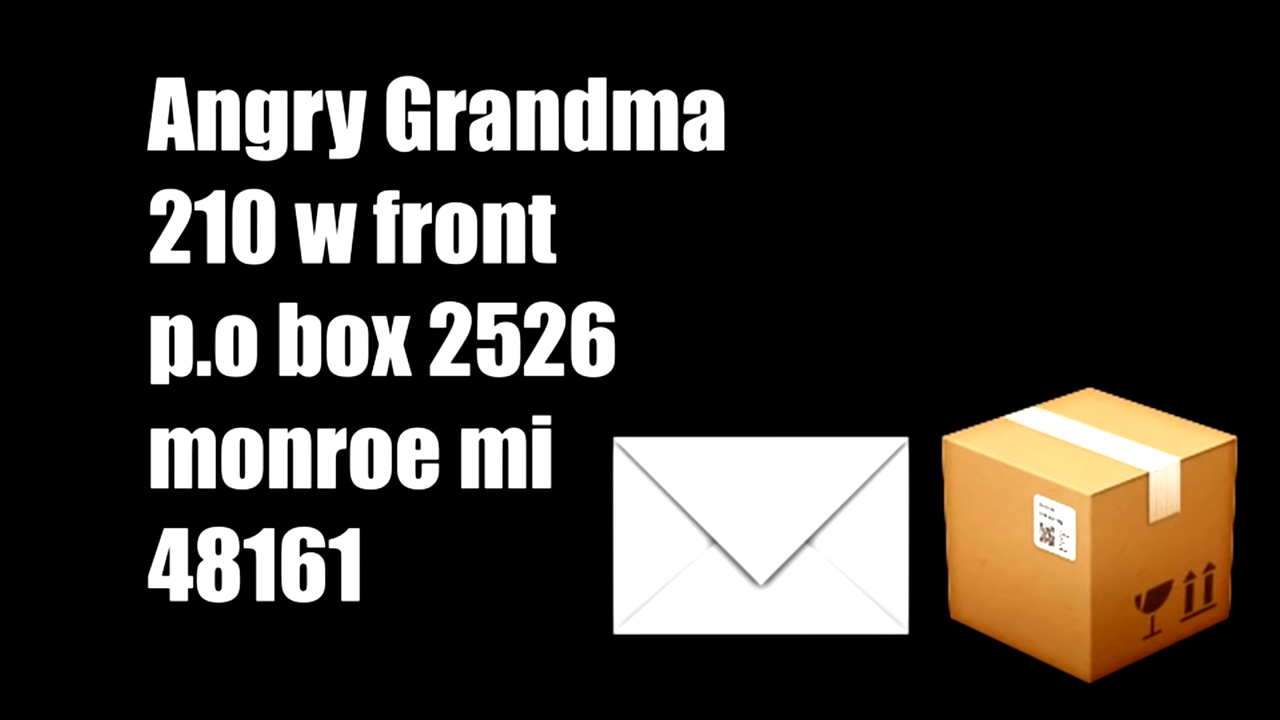 Angry Grandma
210 w front
p.o box 2526
monroe mi
48161